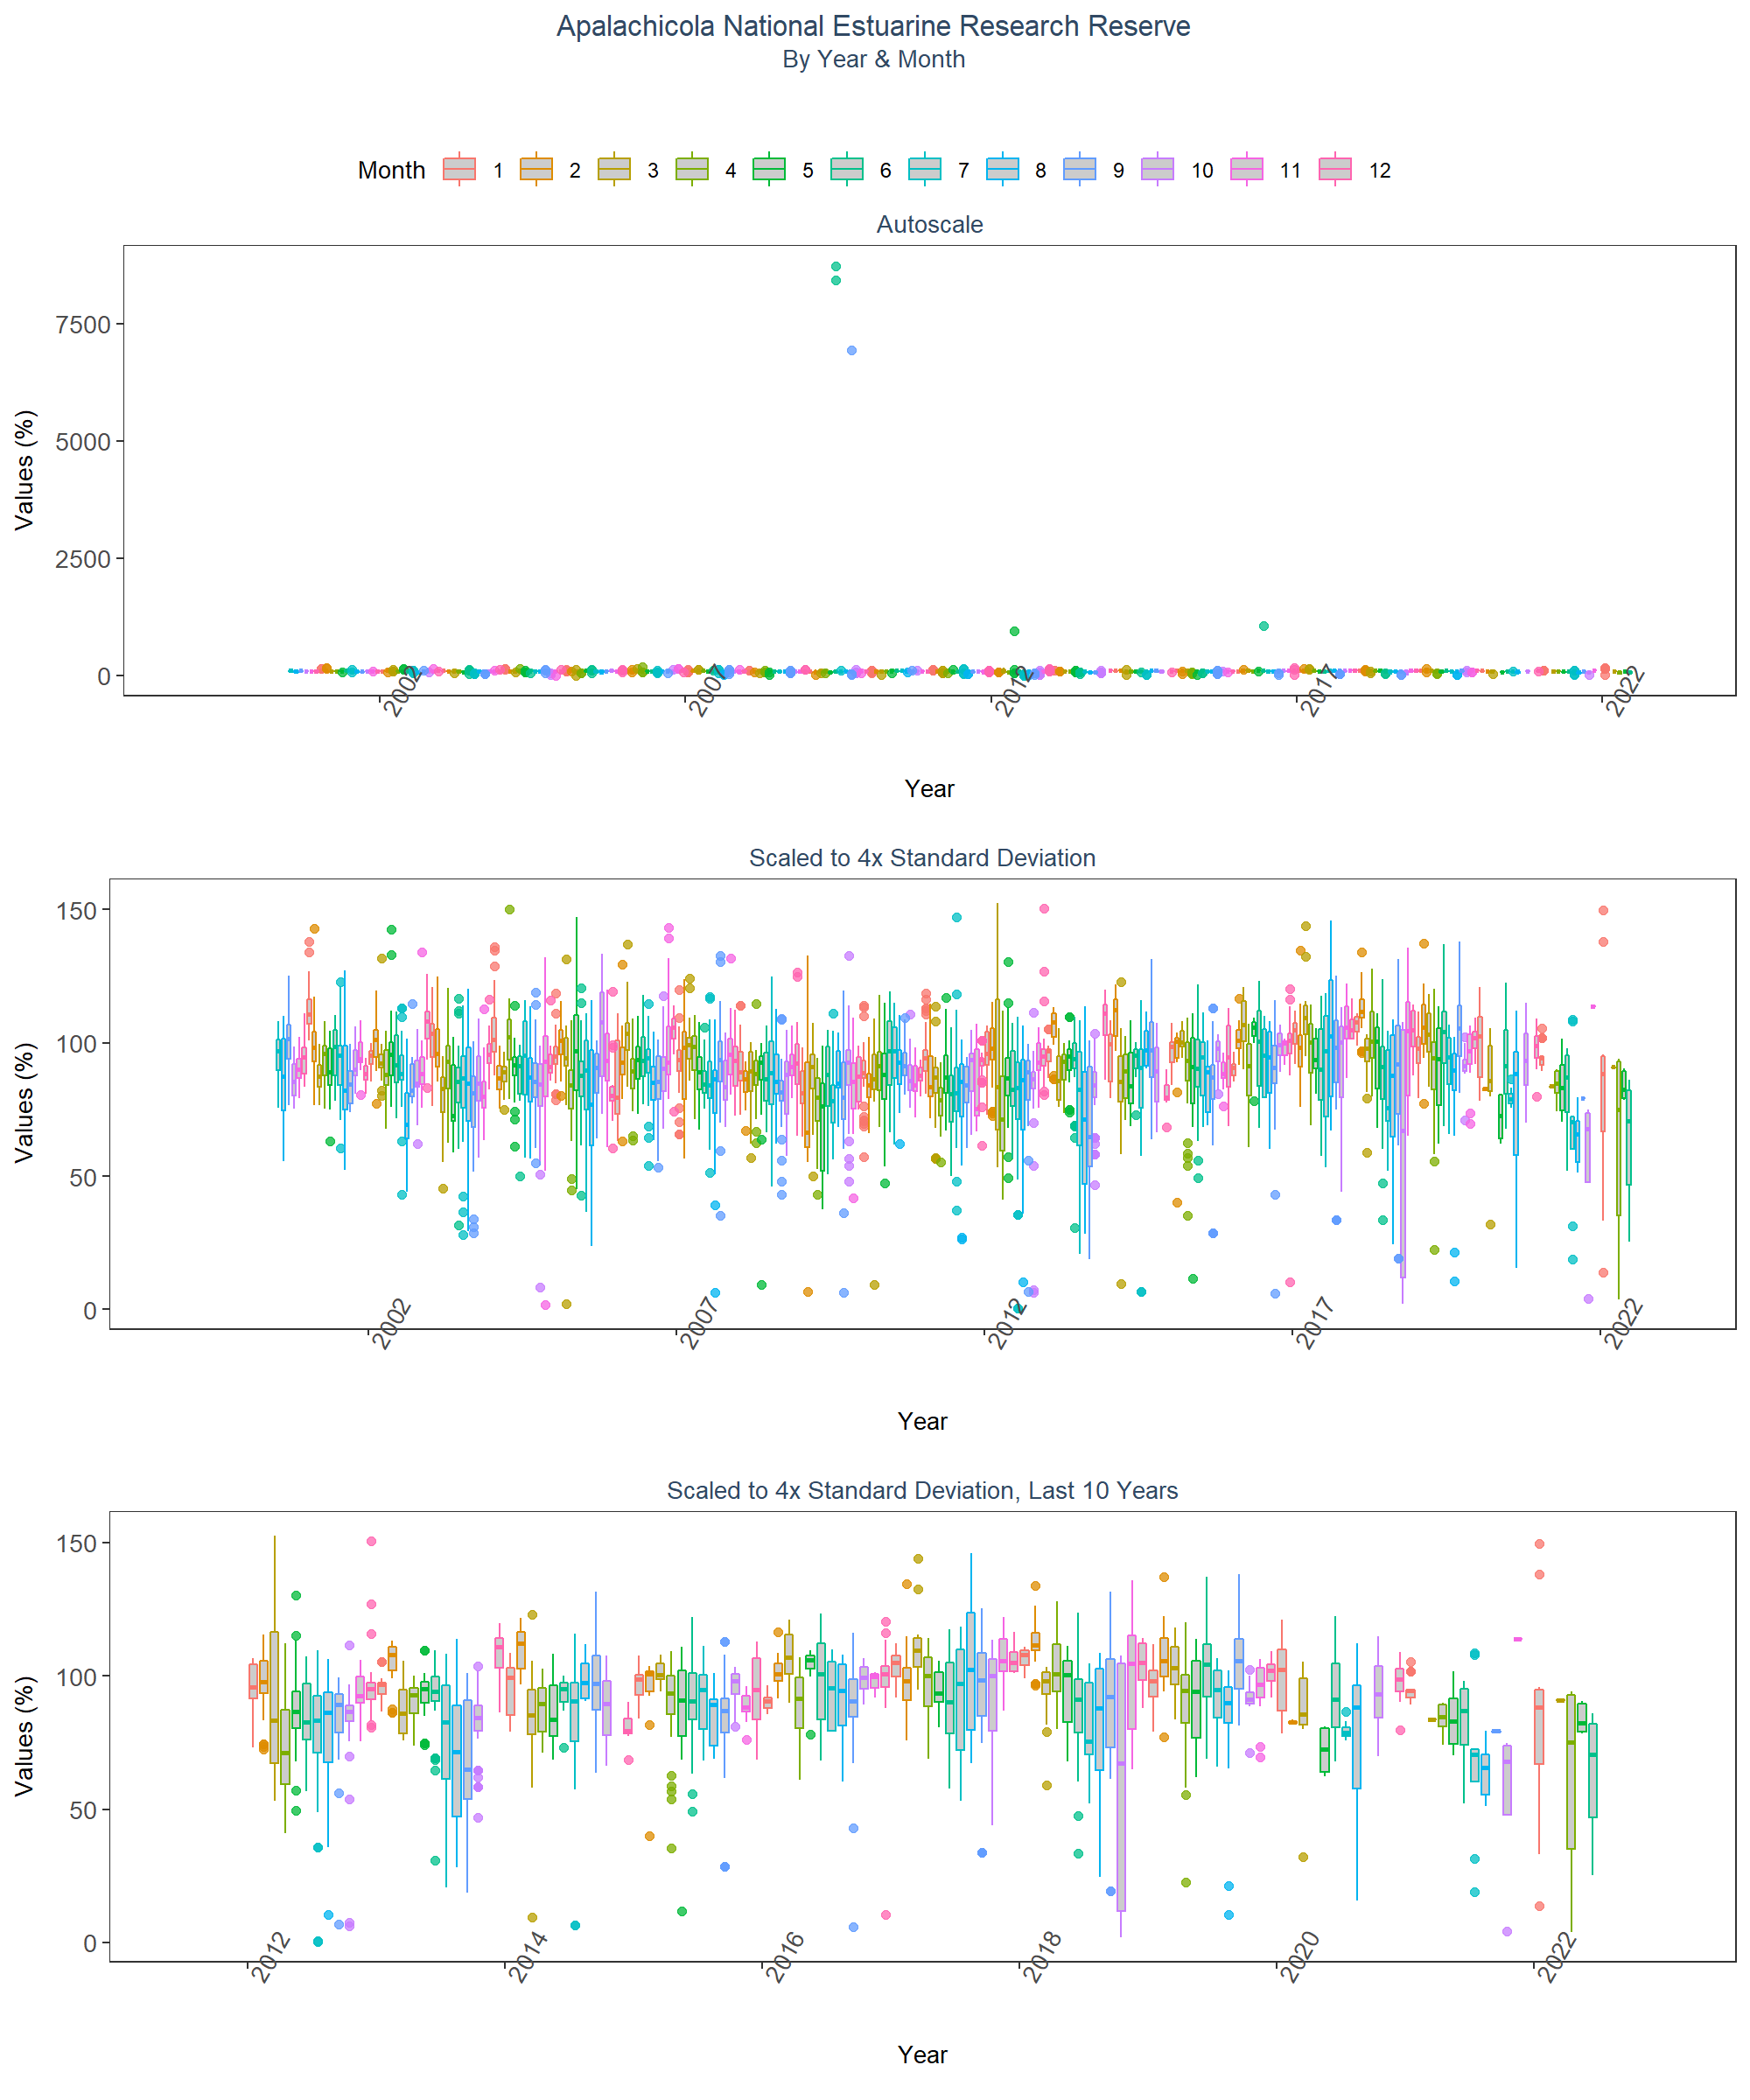 Apalachicola National Estuarine Research Reserve
By Year & Month
Month 1 2 3 4 5 6 7 8 9 10 11 12
Autoscale
Values (%)
7500
5000
2500
0
2002 2007 2012 2017 2022
Year
Scaled to 4x Standard Deviation
Values (%)
150
100
50
0
2002 2007 2012 2017 2022
Year
Scaled to 4x Standard Deviation, Last 10 Years
Values (%)
150
100
50
0
2012 2014 2016 2018 2020 2022
Year